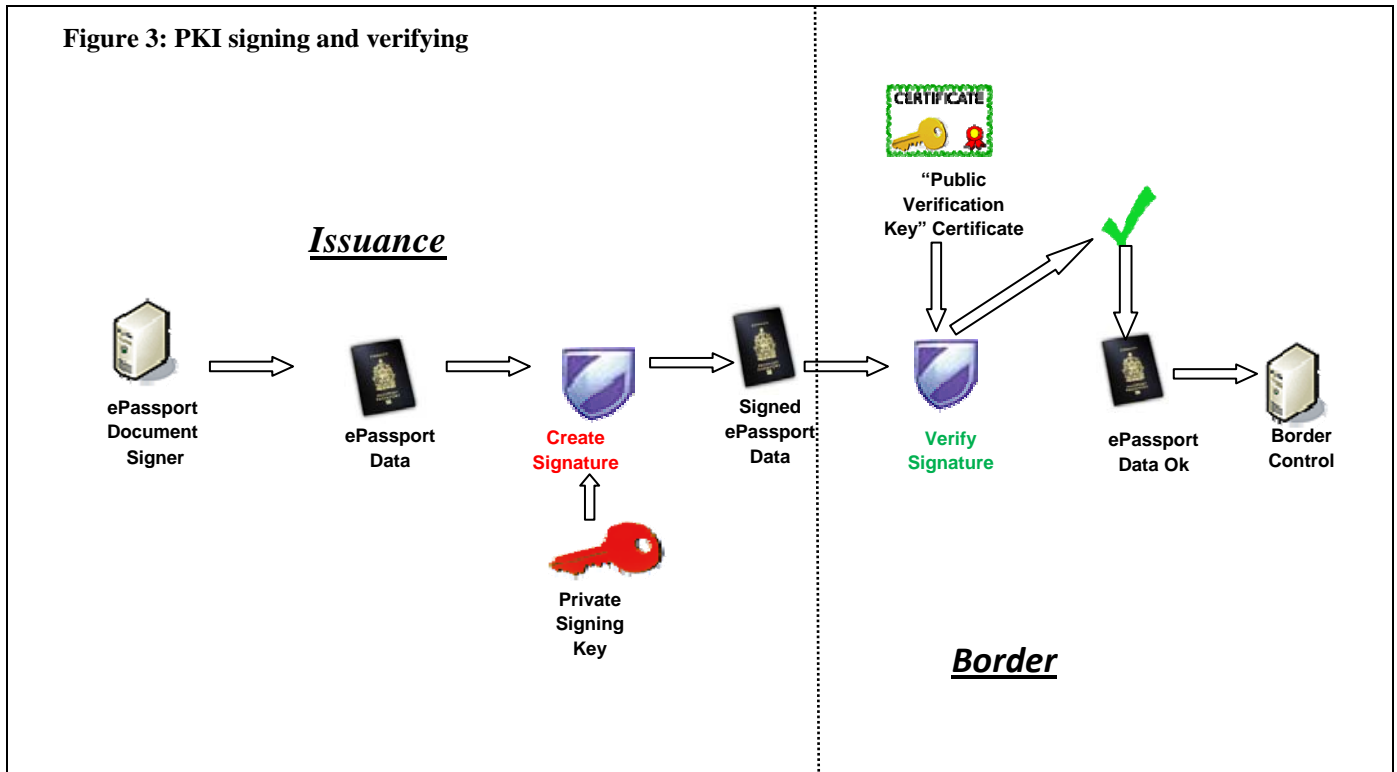 Figure 3: PKI signing and verifying
Issuance
ePassport
Document
Signer
ePassport
Data
Create
Signature
Private
Signing
Key
Signed
ePassport
Data
CERTIFICATE
“Public
Verification
Key” Certificate
Verify
Signature
ePassport
Data Ok
Border
Control
Border